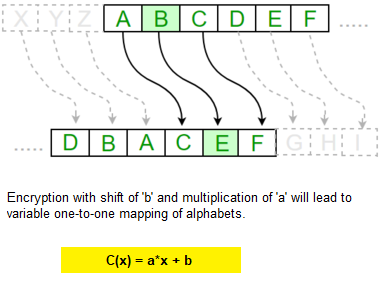 X Y Z A B C D E F .....
..... D B A C E F G H I
Encryption with shift of 'b' and multiplication of 'a' will lead to
variable one-to-one mapping of alphabets.
C(x) = a*x + b